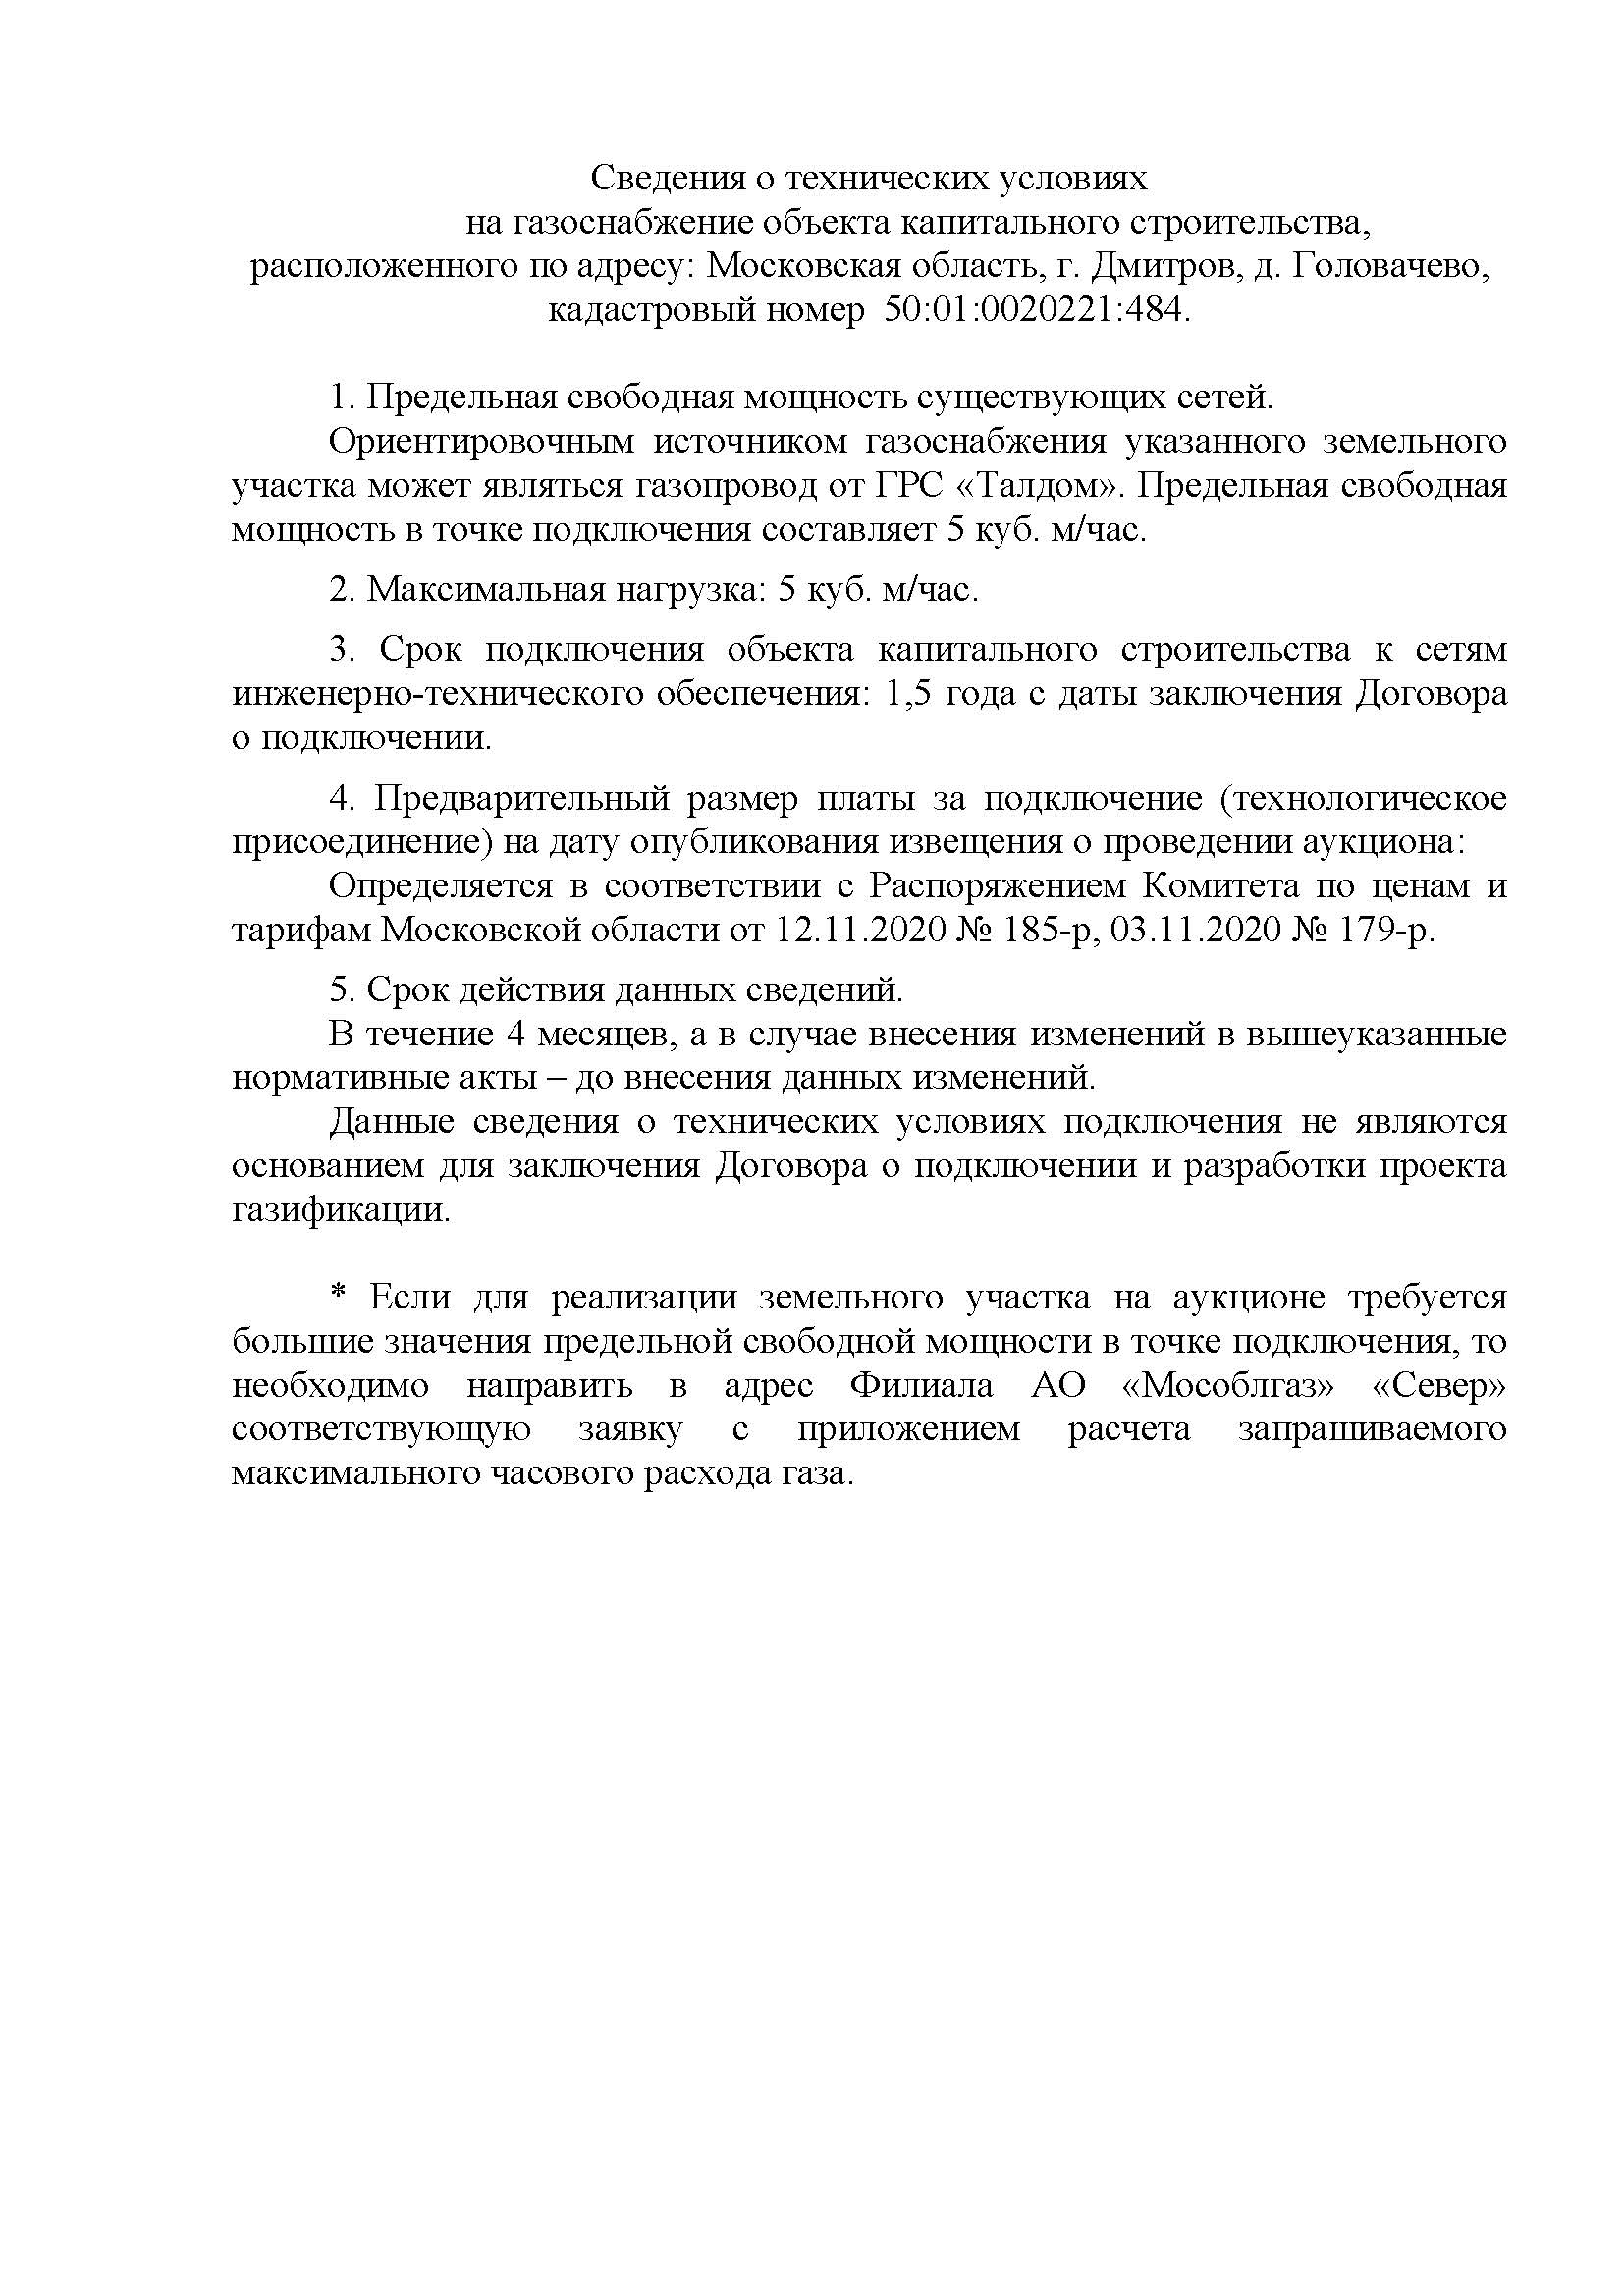 Сведения о технических условиях
на газоснабжение объекта капитального строительства,
расположенного по адресу: Московская область, г. Дмитров, д. Головачево,
кадастровый номер  50:01:0020221:484.
1. Предельная свободная мощность существующих сетей.
Ориентировочным источником газоснабжения указанного земельного
участка может являться газопровод от ГРС «Талдом». Предельная свободная
мощность в точке подключения составляет 5 куб. м/час.
2. Максимальная нагрузка: 5 куб. м/час.
3. Срок подключения объекта капитального строительства к сетям
инженерно-технического обеспечения: 1,5 года с даты заключения Договора
о подключении.
4. Предварительный размер платы за подключение (технологическое
присоединение) на дату опубликования извещения о проведении аукциона:
Определяется в соответствии с Распоряжением Комитета по ценам и
тарифам Московской области от 12.11.2020 № 185-р, 03.11.2020 № 179-р.
5. Срок действия данных сведений.
В течение 4 месяцев, а в случае внесения изменений в вышеуказанные
нормативные акты – до внесения данных изменений.
Данные сведения о технических условиях подключения не являются
основанием для заключения Договора о подключении и разработки проекта
газификации.
* Если для реализации земельного участка на аукционе требуется
большие значения предельной свободной мощности в точке подключения, то
необходимо направить в адрес Филиала АО «Мособлгаз» «Север»
соответствующую заявку с приложением расчета запрашиваемого
максимального часового расхода газа.